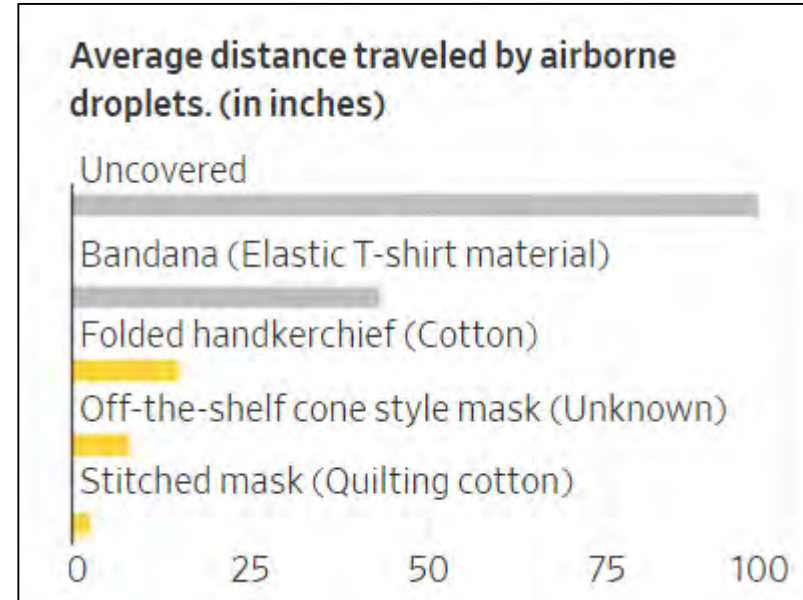 Average distance traveled by airborne
droplets. (in inches)
Uncovered
Bandana (Elastic T-shirt material)
Folded handkerchief (Cotton)
Off-the-shelf cone style mask (Unknown)
Stitched mask (Quilting cotton)
0 25 50 75 100